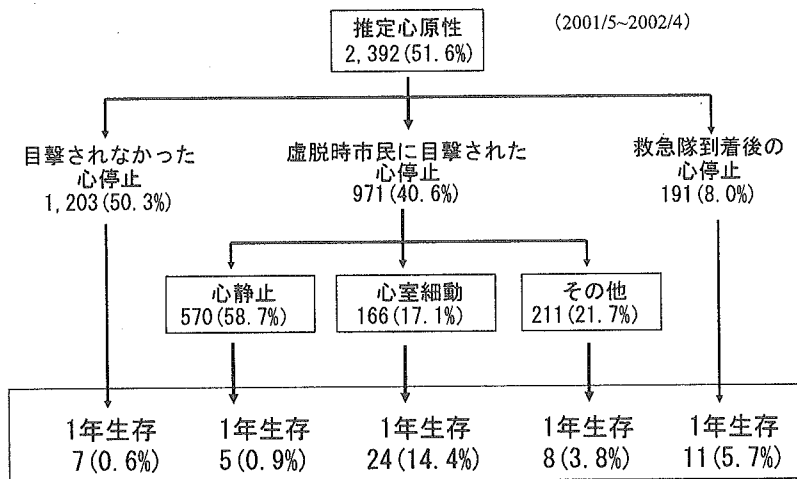 推定心原性
2,392(51.6%)
(2001/5~2002/4)
目撃されなかった
心停止
1,203(50.3%)
虚脱時市民に目撃された
心停止
971(40.6%)
救急隊到着後の
心停止
191(8.0%)
心静止
570(58.7%)
心室細動
166(17.1%)
その他
211(21.7%)
1年生存
7(0.6%)
1年生存
5(0.9%)
1年生存
24(14.4%)
1年生存
8(3.8%)
1年生存
11(5.7%)